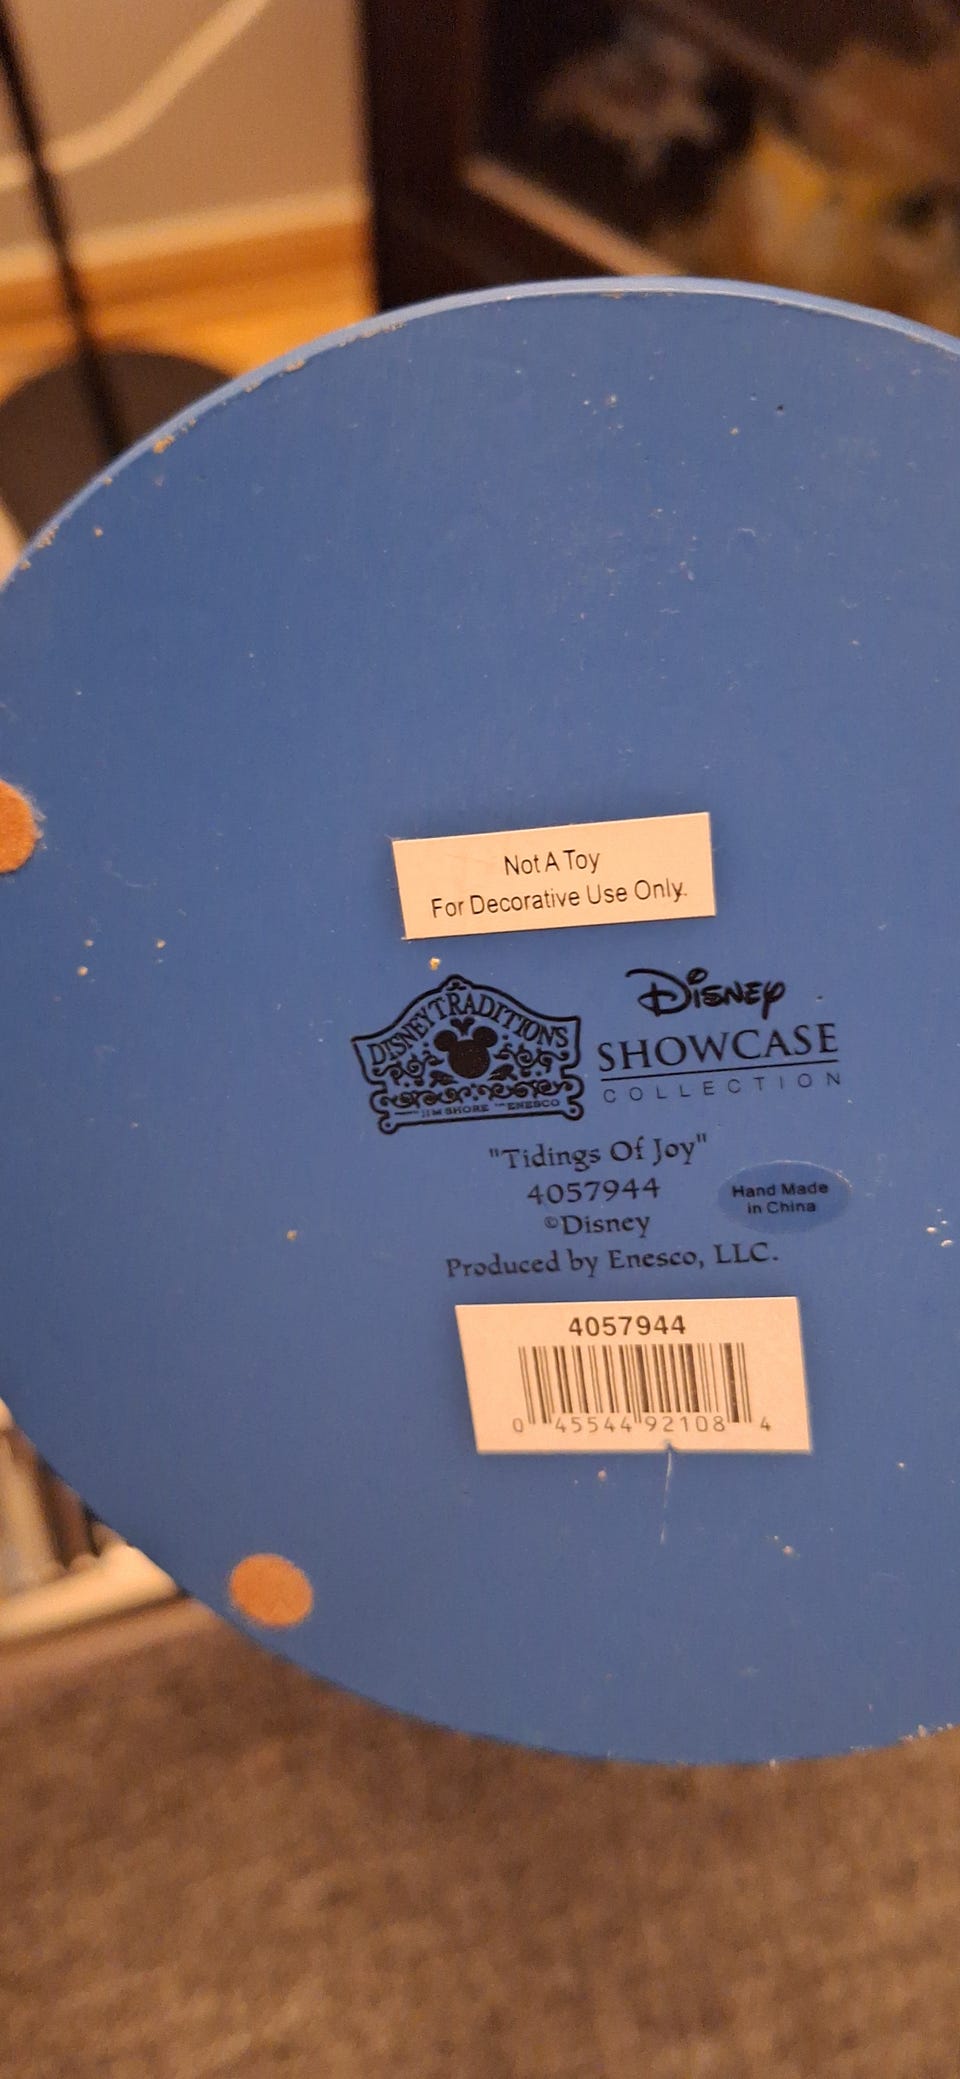 Not A Toy
For Decorative Use Only.
DISNEY TRADITIONS
JIM SHORE ENESCO
Disney
SHOWCASE
COLLECTION
"Tidings Of Joy"
4057944
©Disney
Produced by Enesco, LLC.
Hand Made
in China
4057944
0 45544 92108 4